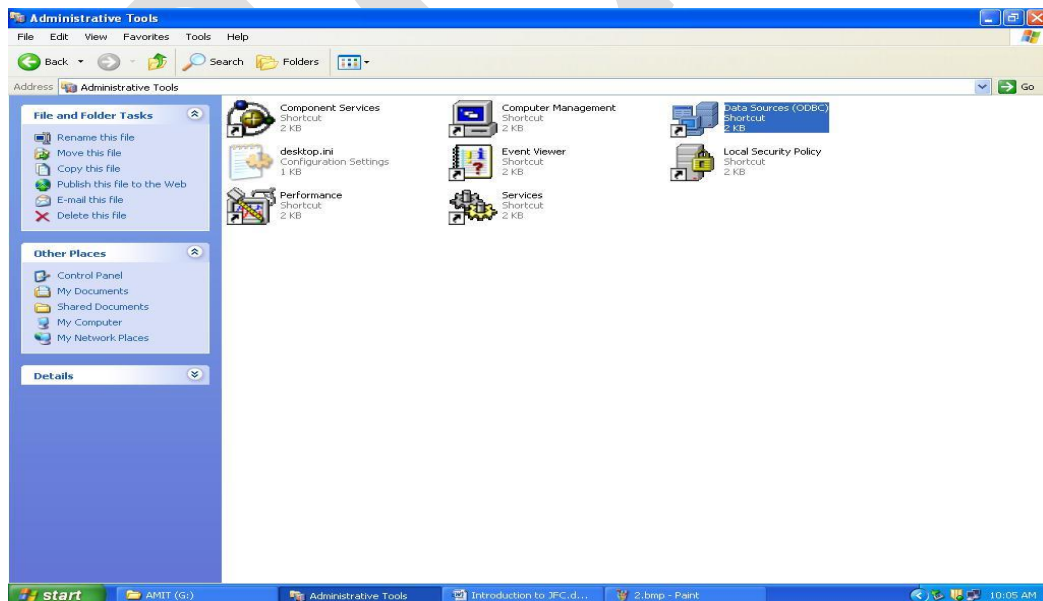 Administrative Tools
File Edit View Favorites Tools Help
Back Search Folders
Address Administrative Tools Go
File and Folder Tasks
Rename this file
Move this file
Copy this file
Publish this file to the Web
E-mail this file
Delete this file
Other Places
Control Panel
My Documents
Shared Documents
My Computer
My Network Places
Details
Component Services
Shortcut
2 KB
Computer Management
Shortcut
2 KB
Data Sources (ODBC)
Shortcut
2 KB
desktop.ini
Configuration Settings
1 KB
Event Viewer
Shortcut
2 KB
Local Security Policy
Shortcut
2 KB
Performance
Shortcut
2 KB
Services
Shortcut
2 KB
start AMIT (G:) Administrative Tools Introduction to JFC.d... 2.bmp - Paint 10:05 AM